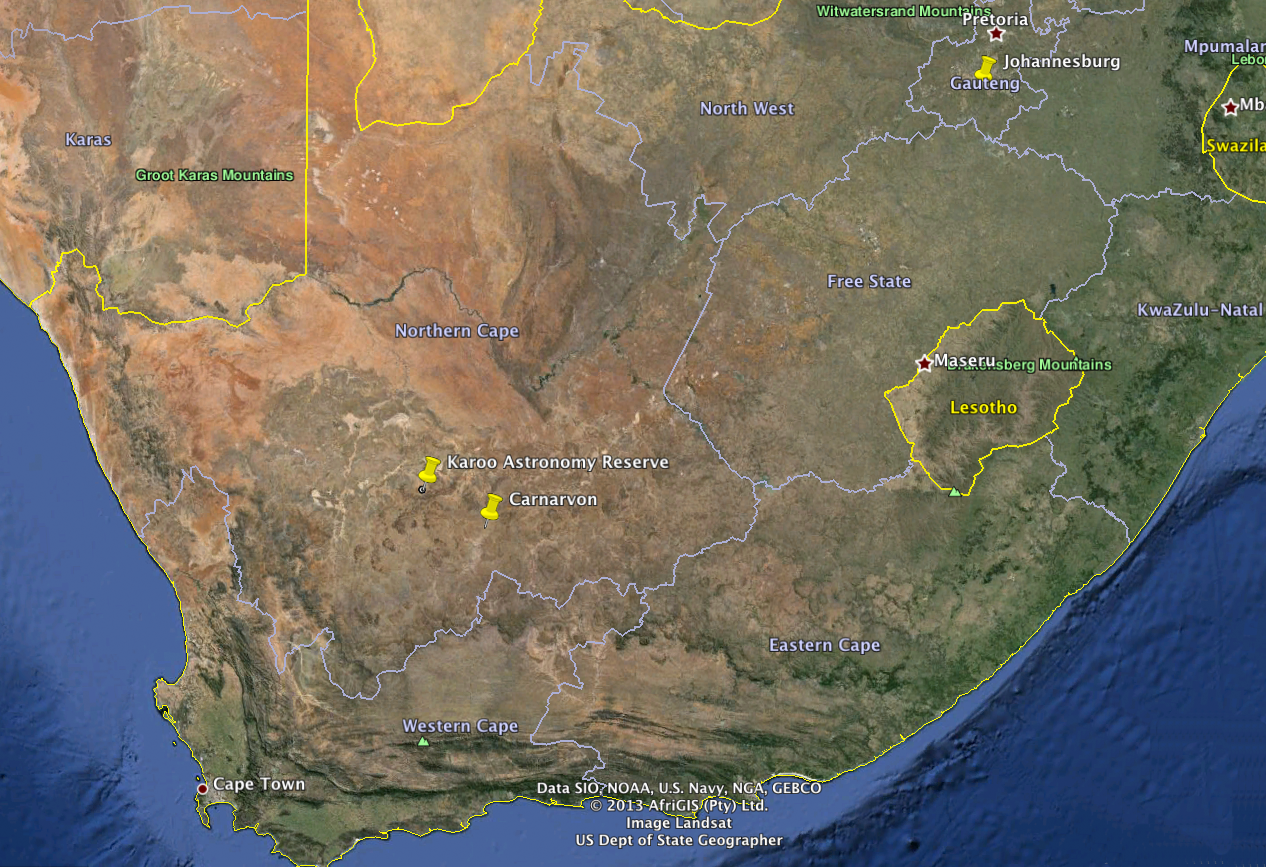 Witwatersrand Mountains
Pretoria
Johannesburg
Gauteng
Mpumalan
Lebo
Mb
Swazila
North West
Karas
Groot Karas Mountains
Free State
KwaZulu-Natal
Northern Cape
Maseru
Drakensberg Mountains
Lesotho
Karoo Astronomy Reserve
Carnarvon
Eastern Cape
Western Cape
Cape Town
Data SIO, NOAA, U.S. Navy, NGA, GEBCO
© 2013 AfriGIS (Pty) Ltd.
Image Landsat
US Dept of State Geographer